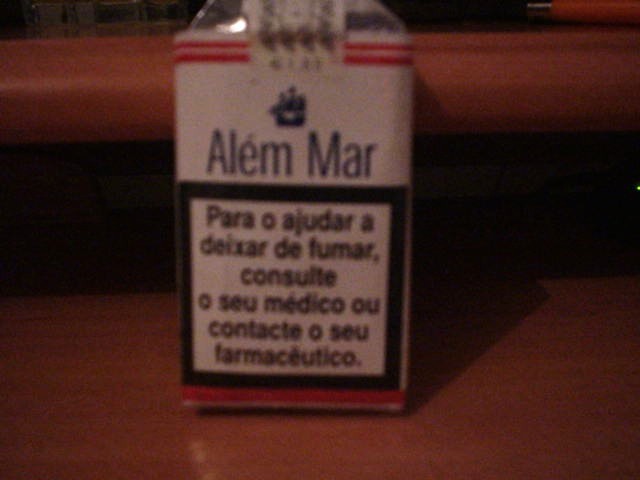 Além Mar
Para o ajudar a
deixar de fumar,
consulte
o seu médico ou
contacte o seu
farmacêutico.